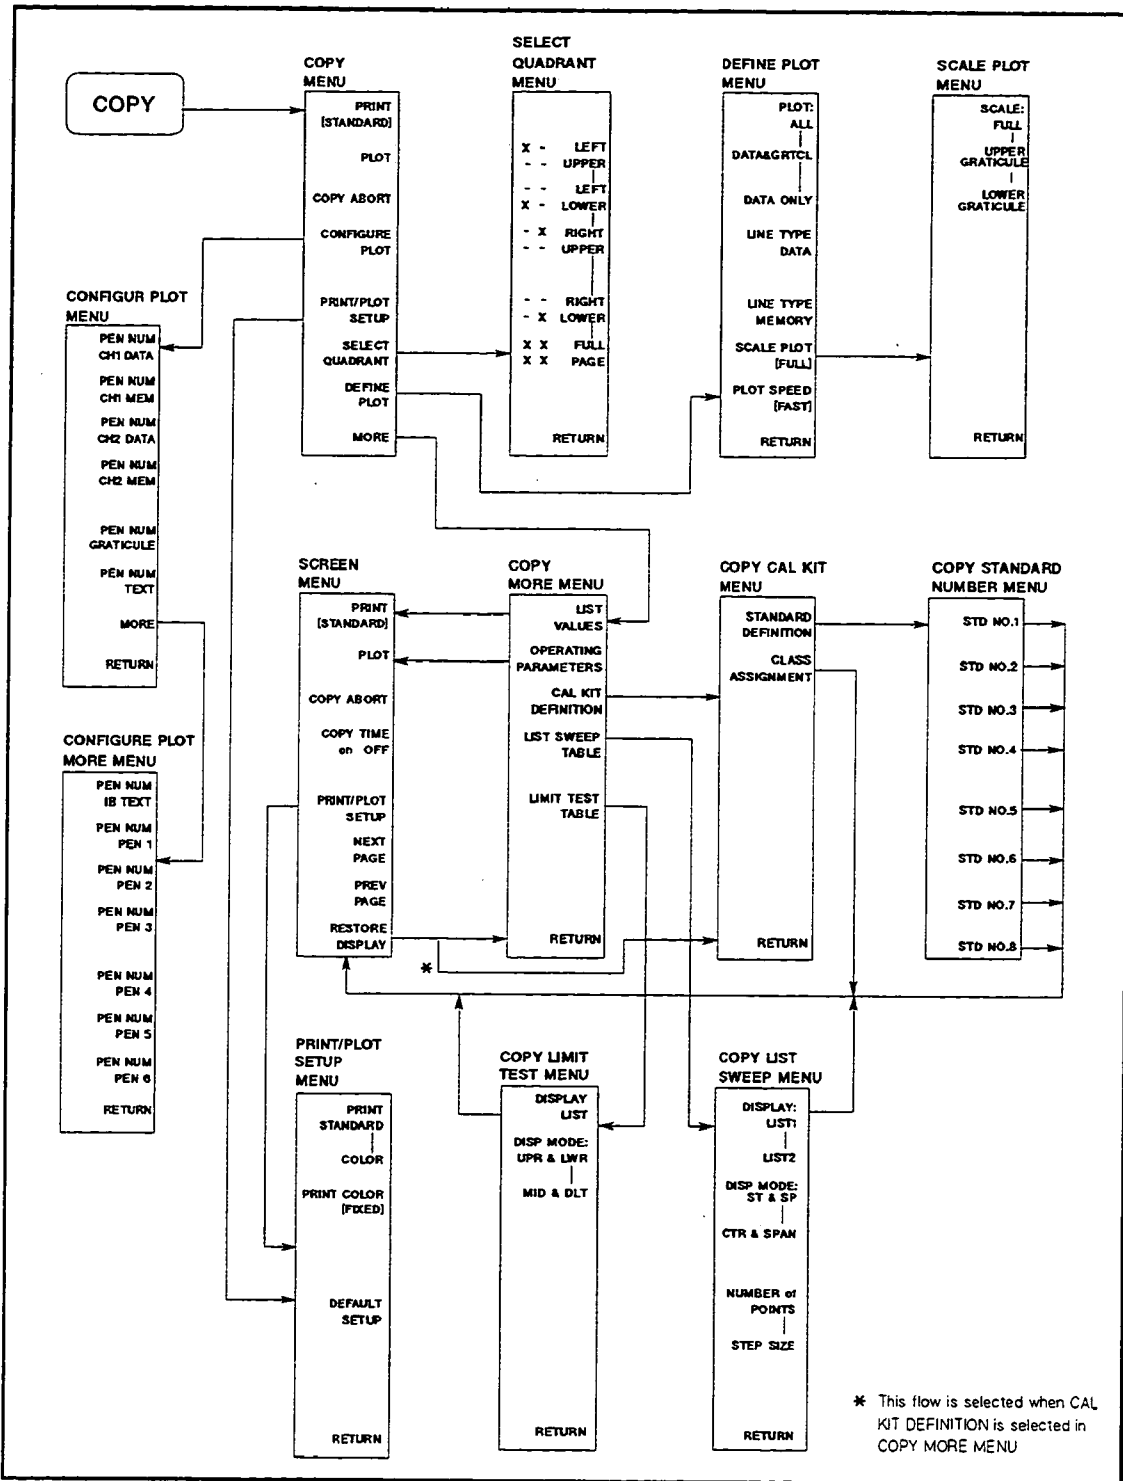 COPY
COPY
MENU
PRINT
[STANDARD]
PLOT
COPY ABORT
CONFIGURE
PLOT
PRINT/PLOT
SETUP
SELECT
QUADRANT
DEFINE
PLOT
MORE
SELECT
QUADRANT
MENU
X - LEFT
- - UPPER
- - LEFT
X - LOWER
- X RIGHT
- - UPPER
- - RIGHT
- X LOWER
X X FULL
X X PAGE
RETURN
DEFINE PLOT
MENU
PLOT:
ALL
DATA&GRTCL
DATA ONLY
LINE TYPE
DATA
LINE TYPE
MEMORY
SCALE PLOT
[FULL]
PLOT SPEED
[FAST]
RETURN
SCALE PLOT
MENU
SCALE:
FULL
UPPER
GRATICULE
LOWER
GRATICULE
RETURN
CONFIGUR PLOT
MENU
PEN NUM
CH1 DATA
PEN NUM
CH1 MEM
PEN NUM
CH2 DATA
PEN NUM
CH2 MEM
PEN NUM
GRATICULE
PEN NUM
TEXT
MORE
RETURN
CONFIGURE PLOT
MORE MENU
PEN NUM
IB TEXT
PEN NUM
PEN 1
PEN NUM
PEN 2
PEN NUM
PEN 3
PEN NUM
PEN 4
PEN NUM
PEN 5
PEN NUM
PEN 6
RETURN
SCREEN
MENU
PRINT
[STANDARD]
PLOT
COPY ABORT
COPY TIME
on OFF
PRINT/PLOT
SETUP
NEXT
PAGE
PREV
PAGE
RESTORE
DISPLAY
*
COPY
MORE MENU
LIST
VALUES
OPERATING
PARAMETERS
CAL KIT
DEFINITION
LIST SWEEP
TABLE
LIMIT TEST
TABLE
RETURN
COPY CAL KIT
MENU
STANDARD
DEFINITION
CLASS
ASSIGNMENT
RETURN
COPY STANDARD
NUMBER MENU
STD NO.1
STD NO.2
STD NO.3
STD NO.4
STD NO.5
STD NO.6
STD NO.7
STD NO.8
PRINT/PLOT
SETUP
MENU
PRINT
STANDARD
COLOR
PRINT COLOR
[FIXED]
DEFAULT
SETUP
RETURN
COPY LIMIT
TEST MENU
DISPLAY
LIST
DISP MODE:
UPR & LWR
MID & DLT
RETURN
COPY LIST
SWEEP MENU
DISPLAY:
LIST1
LIST2
DISP MODE:
ST & SP
CTR & SPAN
NUMBER of
POINTS
STEP SIZE
RETURN
* This flow is selected when CAL
KIT DEFINITION is selected in
COPY MORE MENU